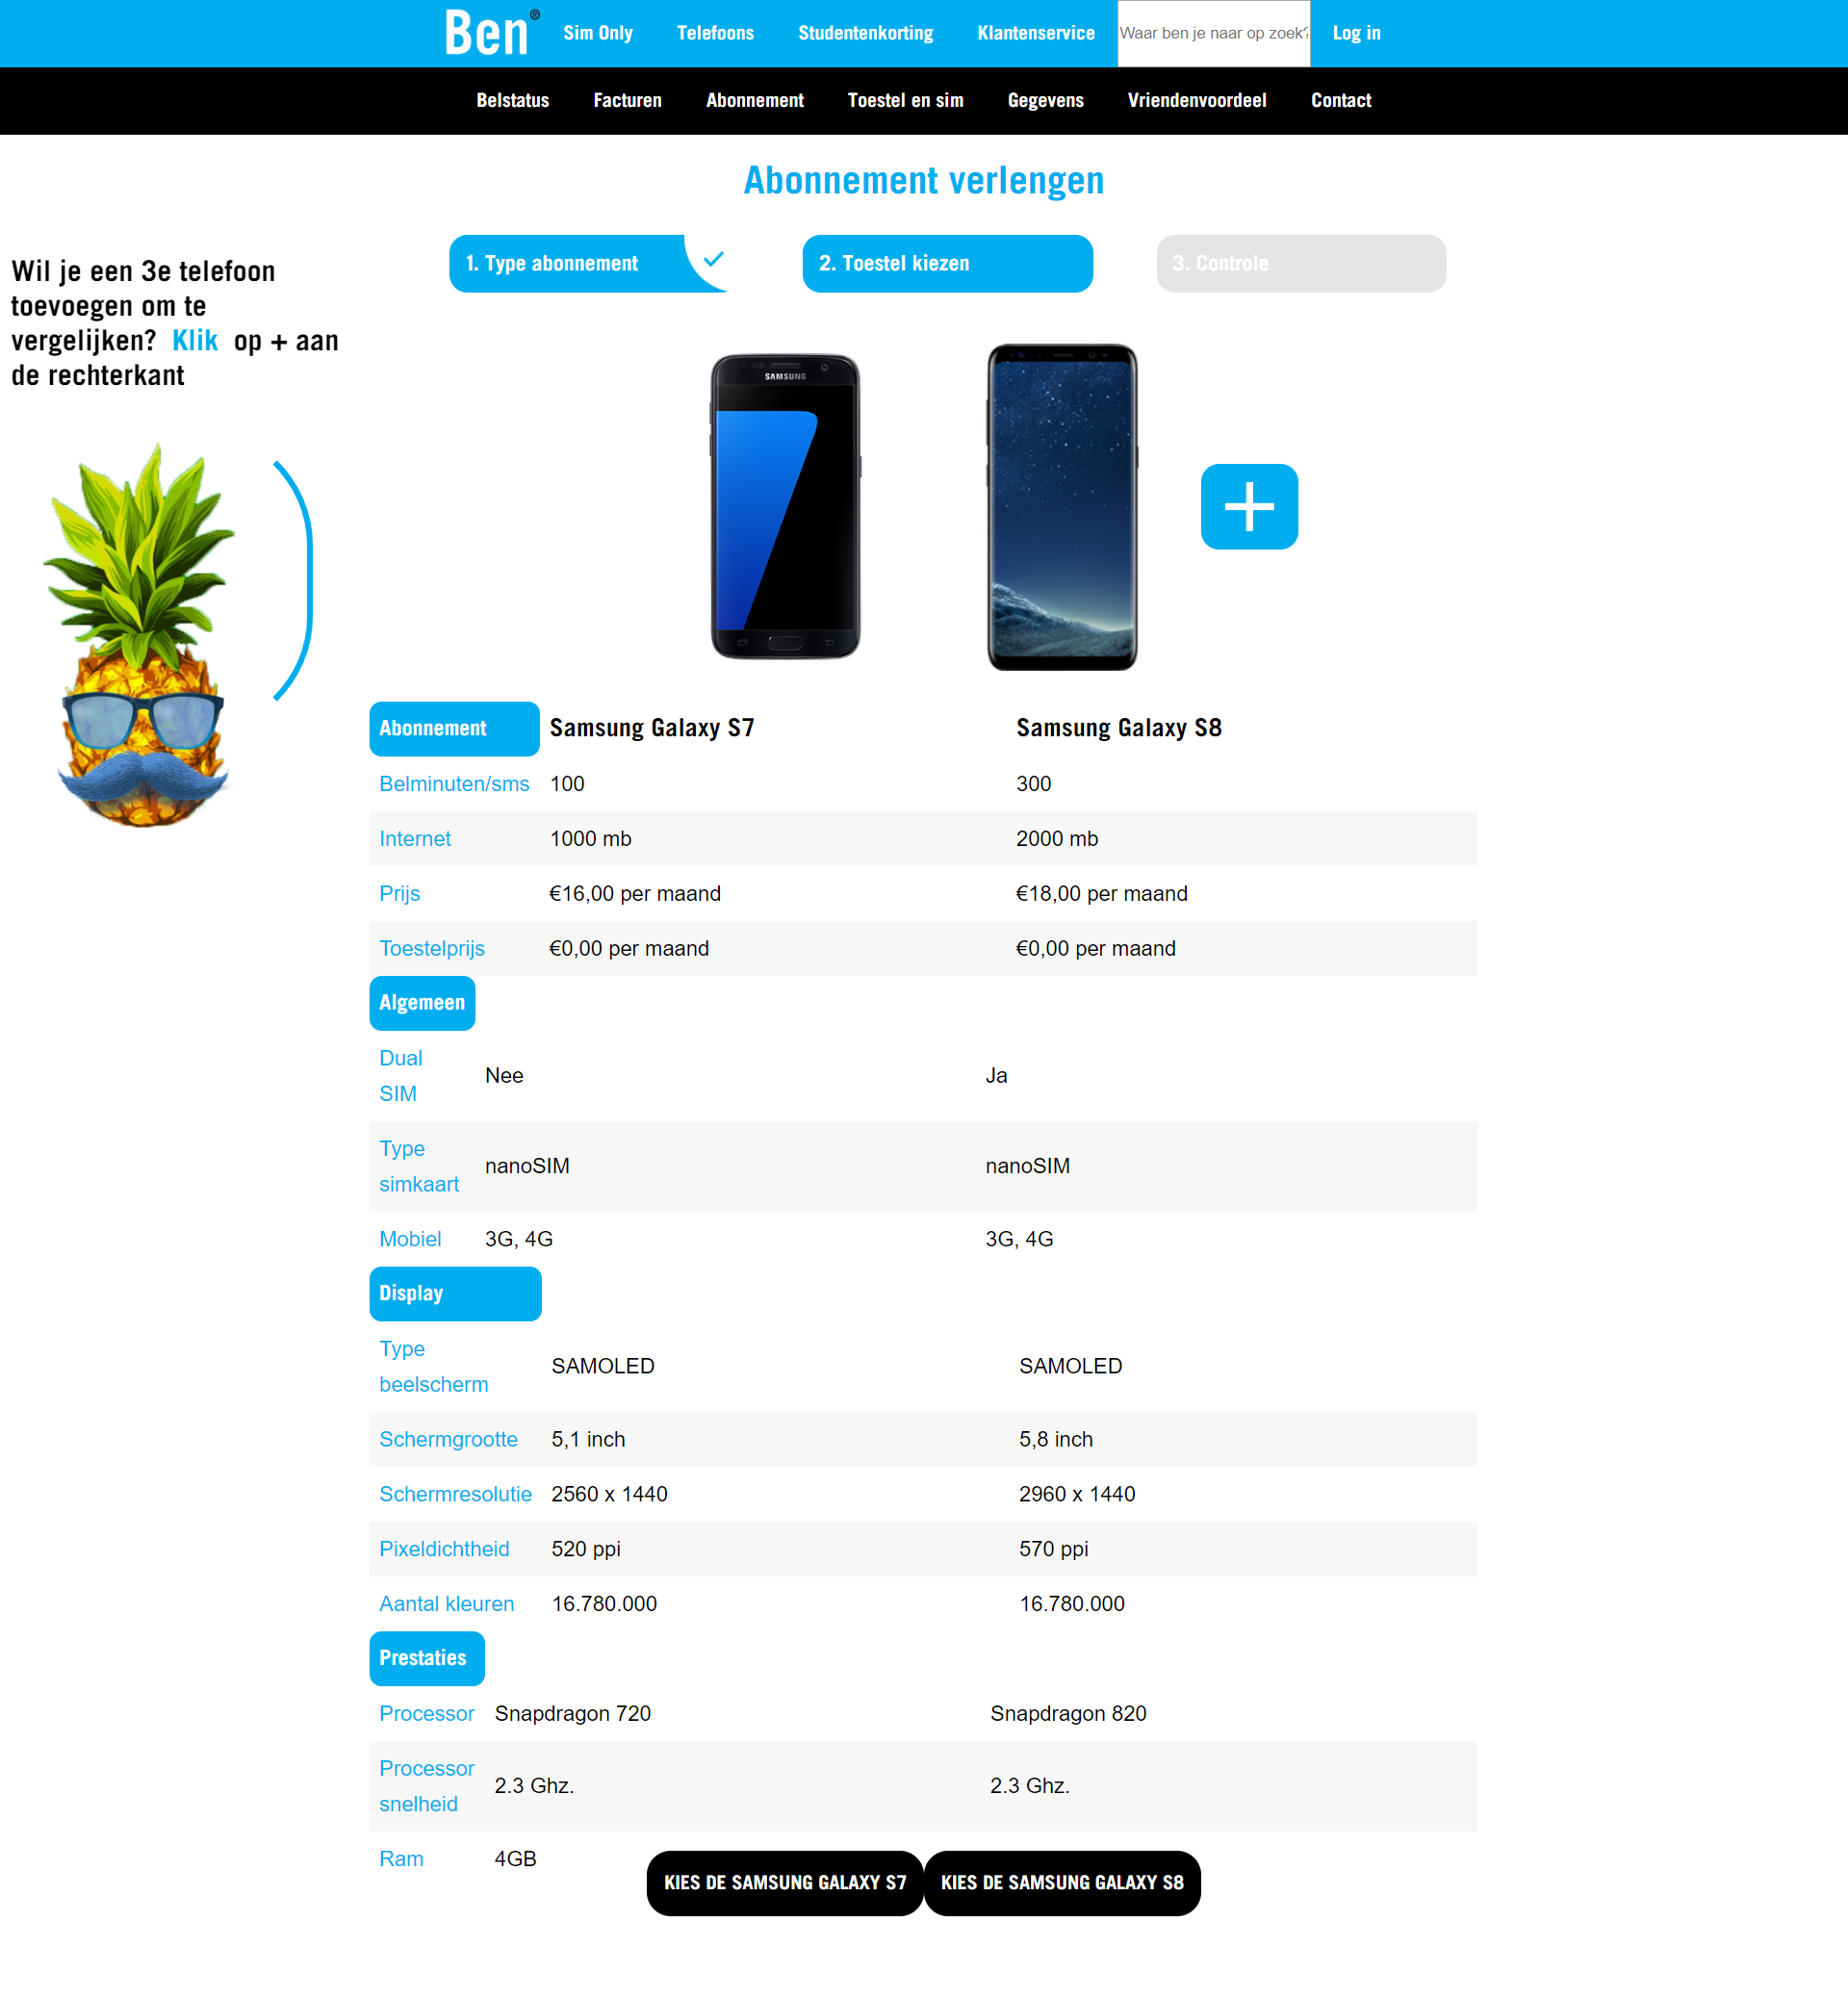 Ben®
Sim Only Telefoons Studentenkorting Klantenservice Waar ben je naar op zoek? Log in
Belstatus Facturen Abonnement Toestel en sim Gegevens Vriendenvoordeel Contact
Abonnement verlengen
1. Type abonnement 2. Toestel kiezen 3. Controle
Wil je een 3e telefoon
toevoegen om te
vergelijken? Klik op + aan
de rechterkant
SAMSUNG
Abonnement Samsung Galaxy S7 Samsung Galaxy S8
Belminuten/sms 100 300
Internet 1000 mb 2000 mb
Prijs €16,00 per maand €18,00 per maand
Toestelprijs €0,00 per maand €0,00 per maand
Algemeen
Dual
SIM Nee Ja
Type
simkaart nanoSIM nanoSIM
Mobiel 3G, 4G 3G, 4G
Display
Type
beelscherm SAMOLED SAMOLED
Schermgrootte 5,1 inch 5,8 inch
Schermresolutie 2560 x 1440 2960 x 1440
Pixeldichtheid 520 ppi 570 ppi
Aantal kleuren 16.780.000 16.780.000
Prestaties
Processor Snapdragon 720 Snapdragon 820
Processor
snelheid 2.3 Ghz. 2.3 Ghz.
Ram 4GB
KIES DE SAMSUNG GALAXY S7 KIES DE SAMSUNG GALAXY S8